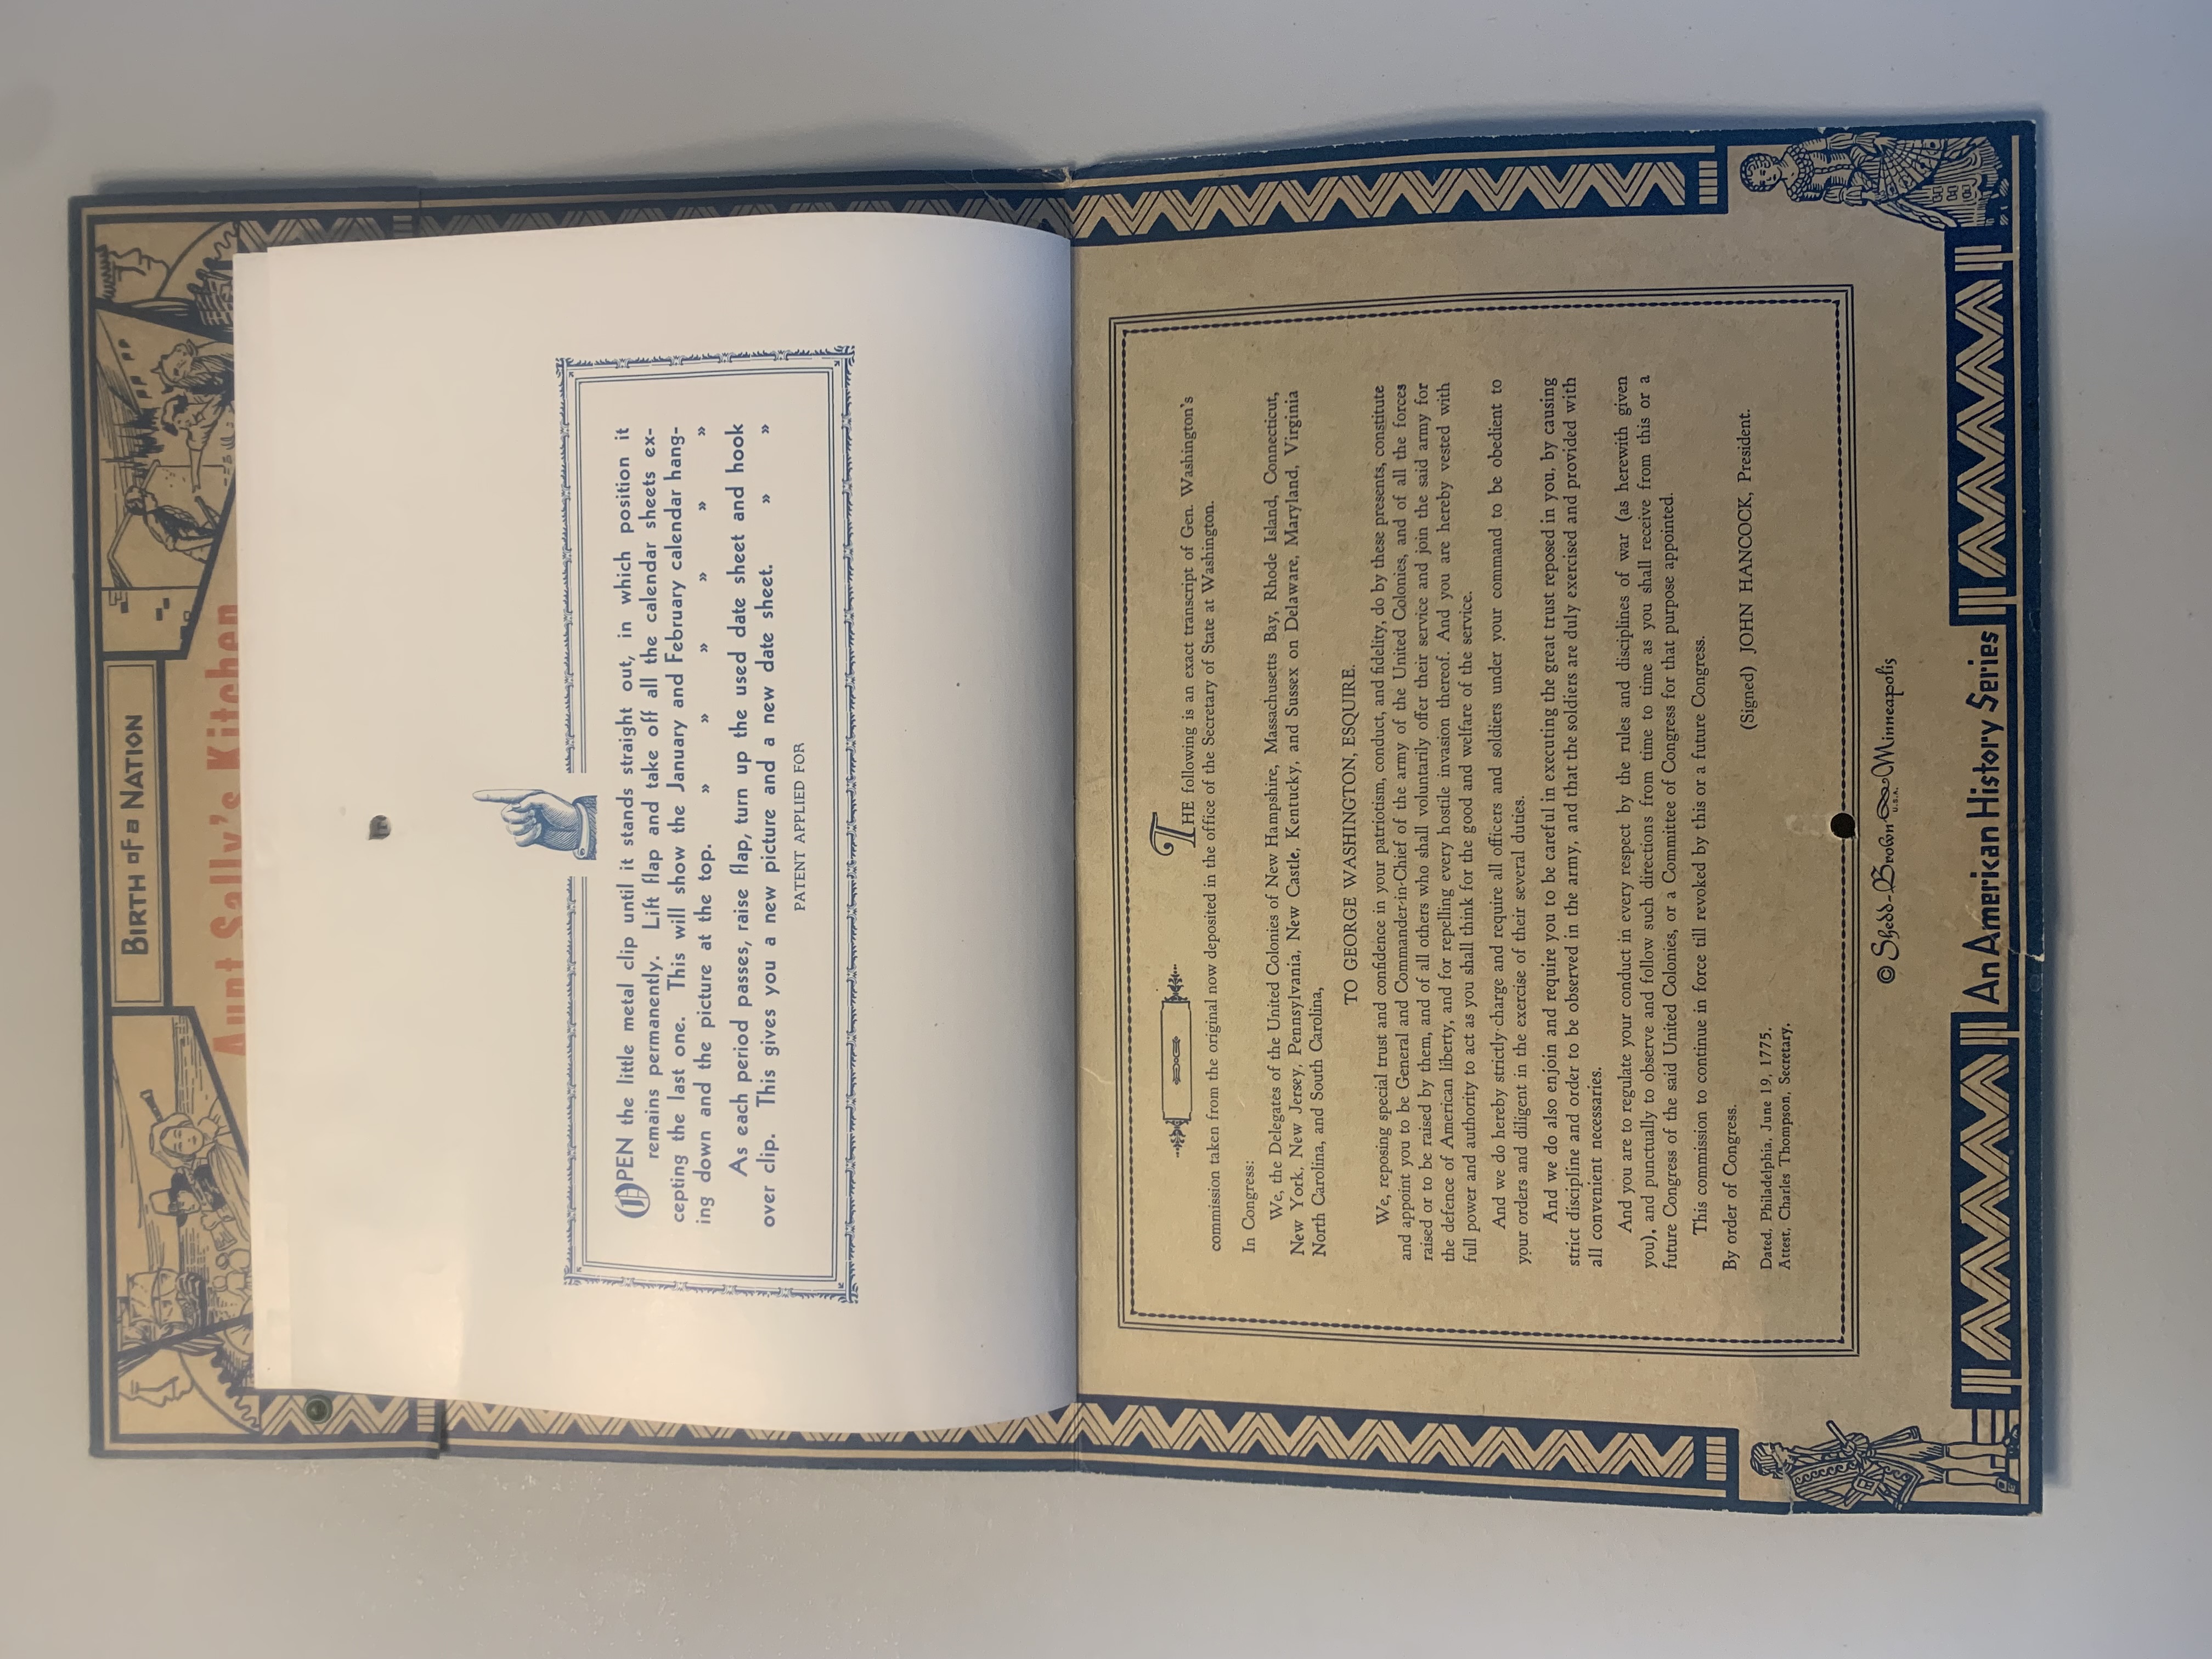 BIRTH of a NATION
Aunt Sally's Kitchen
OPEN the little metal clip until it stands straight out, in which position it
remains permanently. Lift flap and take off all the calendar sheets ex-
cepting the last one. This will show the January and February calendar hang-
ing down and the picture at the top. » » » » » »
As each period passes, raise flap, turn up the used date sheet and hook
over clip. This gives you a new picture and a new date sheet. » »
PATENT APPLIED FOR
THE following is an exact transcript of Gen. Washington's
commission taken from the original now deposited in the office of the Secretary of State at Washington.
In Congress:
We, the Delegates of the United Colonies of New Hampshire, Massachusetts Bay, Rhode Island, Connecticut,
New York, New Jersey, Pennsylvania, New Castle, Kentucky, and Sussex on Delaware, Maryland, Virginia
North Carolina, and South Carolina,
TO GEORGE WASHINGTON, ESQUIRE.
We, reposing special trust and confidence in your patriotism, conduct, and fidelity, do by these presents, constitute
and appoint you to be General and Commander-in-Chief of the army of the United Colonies, and of all the forces
raised or to be raised by them, and of all others who shall voluntarily offer their service and join the said army for
the defence of American liberty, and for repelling every hostile invasion thereof. And you are hereby vested with
full power and authority to act as you shall think for the good and welfare of the service.
And we do hereby strictly charge and require all officers and soldiers under your command to be obedient to
your orders and diligent in the exercise of their several duties.
And we do also enjoin and require you to be careful in executing the great trust reposed in you, by causing
strict discipline and order to be observed in the army, and that the soldiers are duly exercised and provided with
all convenient necessaries.
And you are to regulate your conduct in every respect by the rules and disciplines of war (as herewith given
you), and punctually to observe and follow such directions from time to time as you shall receive from this or a
future Congress of the said United Colonies, or a Committee of Congress for that purpose appointed.
This commission to continue in force till revoked by this or a future Congress.
By order of Congress.
(Signed) JOHN HANCOCK, President.
Dated, Philadelphia, June 19, 1775.
Attest, Charles Thompson, Secretary.
© Shedd-Brown Minneapolis
U.S.A.
An American History Series